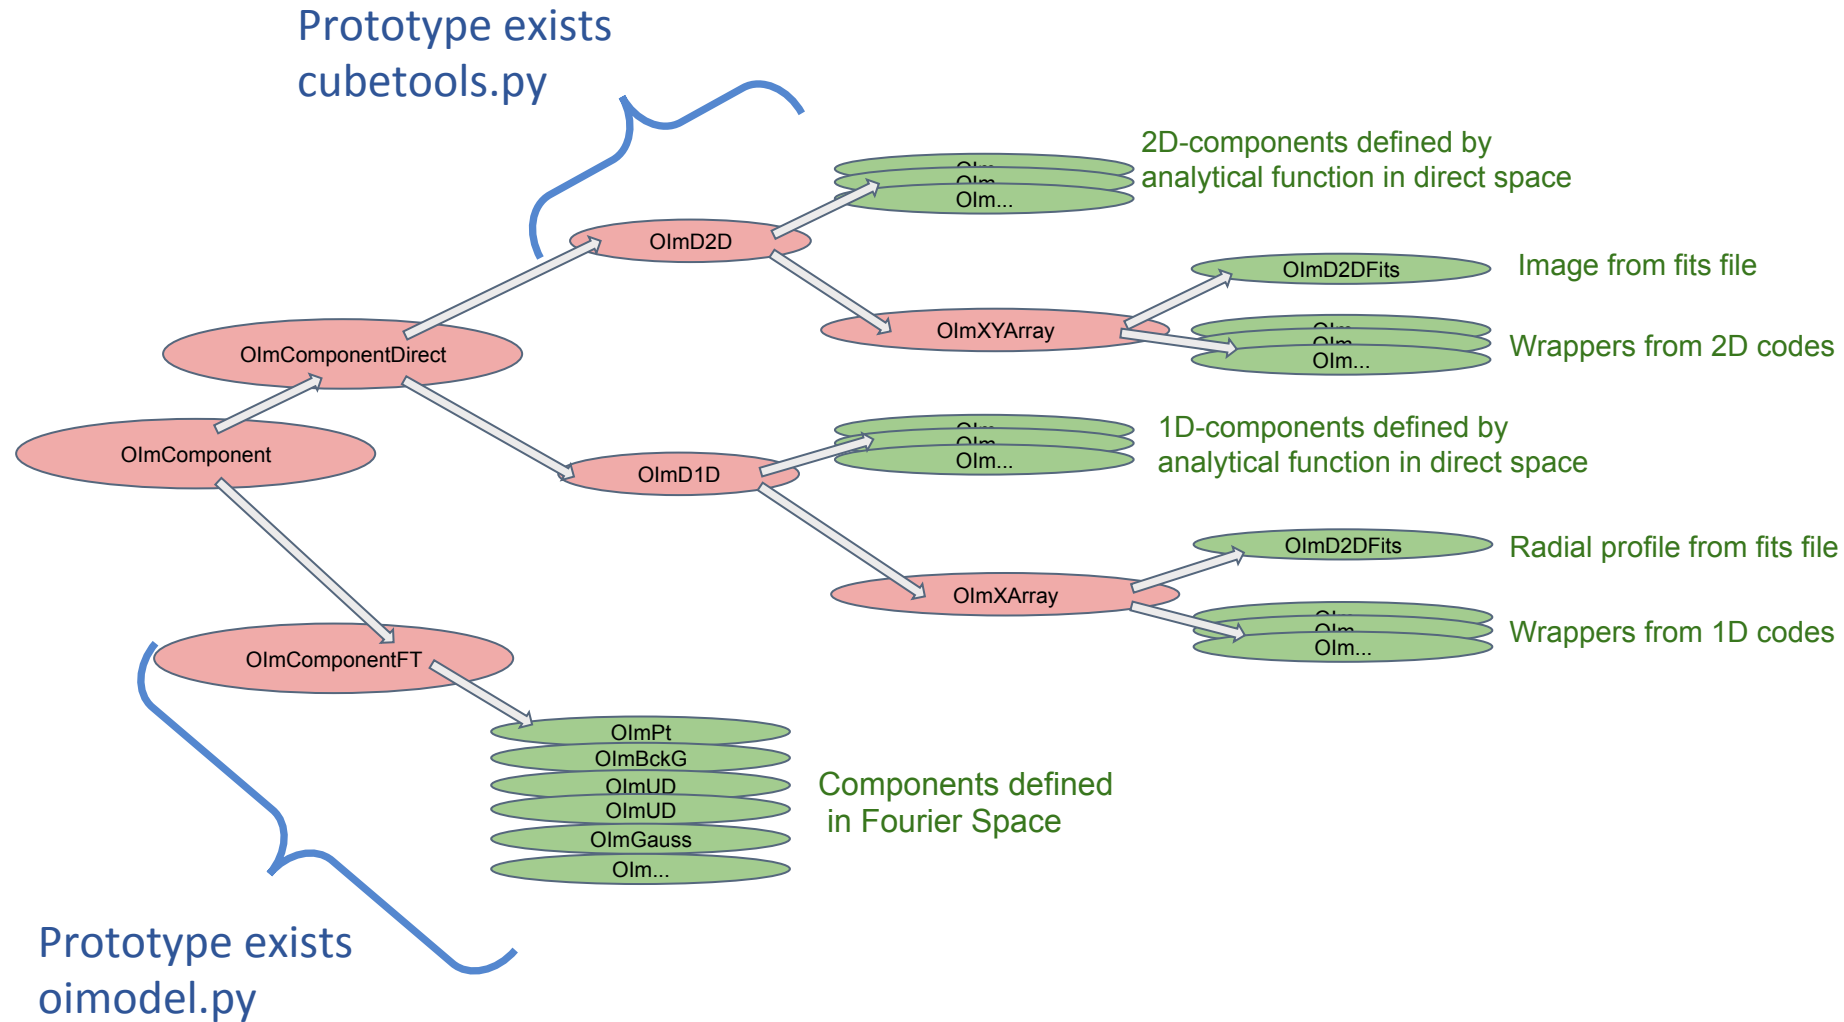 Prototype exists
cubetools.py
OIm...
2D-components defined by
analytical function in direct space
OImD2D
OImD2DFits
Image from fits file
OImXYArray
OImComponentDirect
OIm...
Wrappers from 2D codes
OImComponent
OImD1D
OIm...
1D-components defined by
analytical function in direct space
OImD2DFits
Radial profile from fits file
OImXArray
OIm...
Wrappers from 1D codes
OImComponentFT
OImPt
OImBckG
OImUD
OImUD
OImGauss
OIm...
Components defined
in Fourier Space
Prototype exists
oimodel.py